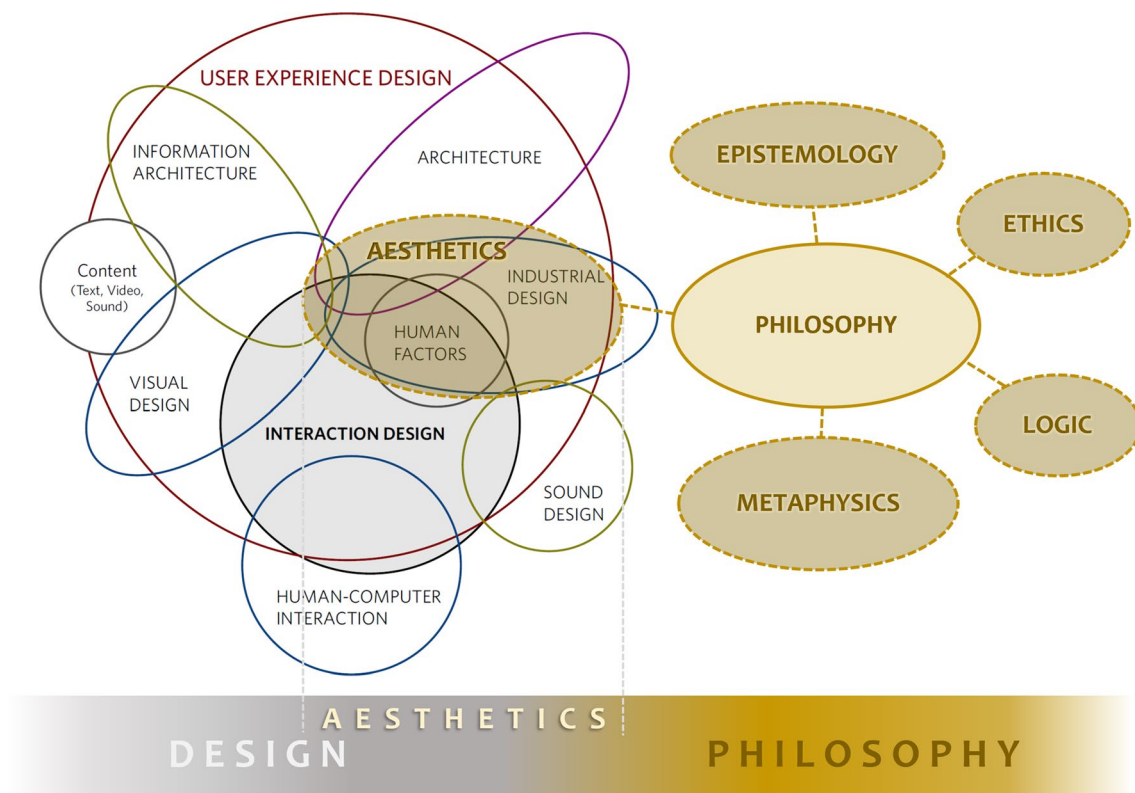 USER EXPERIENCE DESIGN
INFORMATION
ARCHITECTURE
ARCHITECTURE
Content
(Text, Video,
Sound)
AESTHETICS
INDUSTRIAL
DESIGN
HUMAN
FACTORS
VISUAL
DESIGN
INTERACTION DESIGN
SOUND
DESIGN
HUMAN-COMPUTER
INTERACTION
EPISTEMOLOGY
ETHICS
PHILOSOPHY
LOGIC
METAPHYSICS
AESTHETICS
DESIGN
PHILOSOPHY